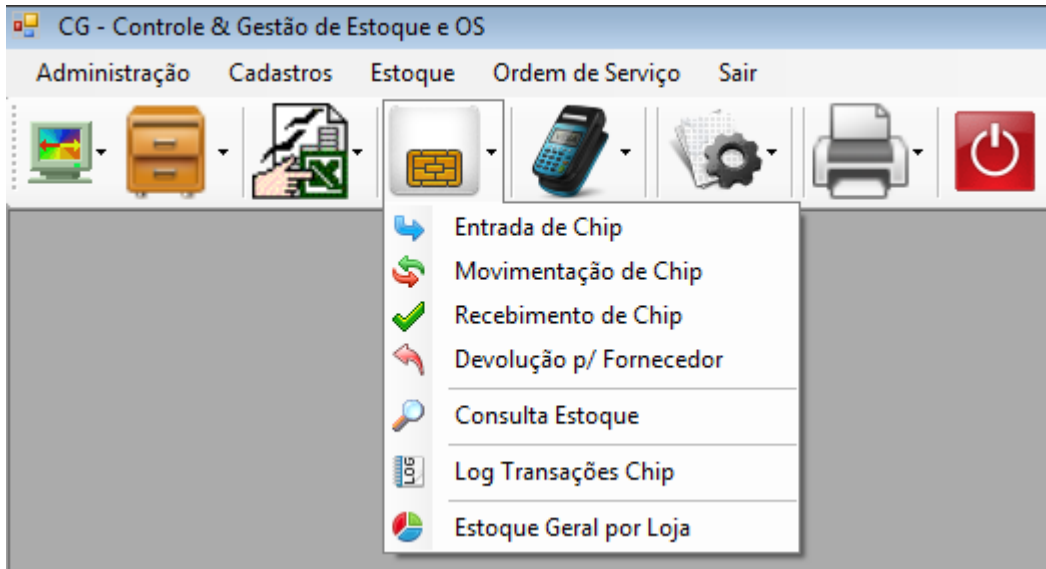 CG - Controle & Gestão de Estoque e OS
Administração Cadastros Estoque Ordem de Serviço Sair
Entrada de Chip
Movimentação de Chip
Recebimento de Chip
Devolução p/ Fornecedor
Consulta Estoque
LOG Log Transações Chip
Estoque Geral por Loja